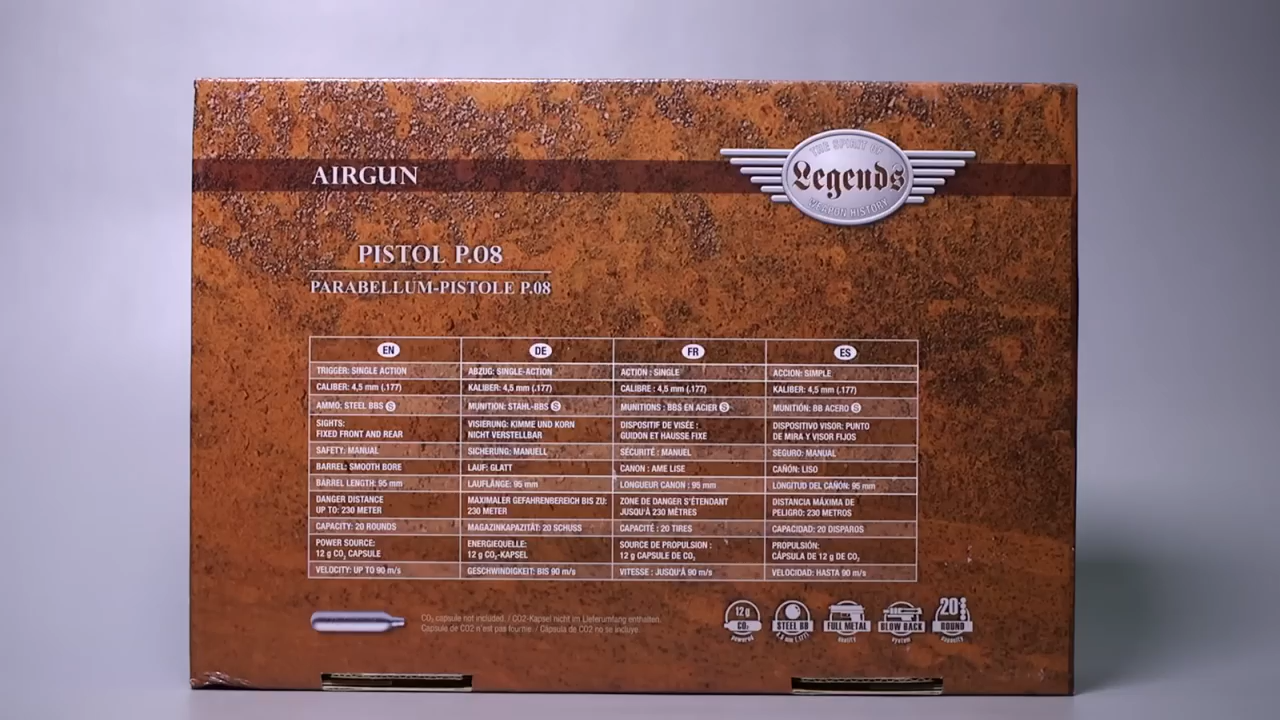 THE SPIRIT OF
Legends
WEAPON HISTORY
AIRGUN
PISTOL P.08
PARABELLUM-PISTOLE P.08
EN
TRIGGER: SINGLE ACTION
CALIBER: 4,5 mm (.177)
AMMO: STEEL BBS S
SIGHTS:
FIXED FRONT AND REAR
SAFETY: MANUAL
BARREL: SMOOTH BORE
BARREL LENGTH: 95 mm
DANGER DISTANCE
UP TO: 230 METER
CAPACITY: 20 ROUNDS
POWER SOURCE:
12 g CO₂ CAPSULE
VELOCITY: UP TO 90 m/s
DE
ABZUG: SINGLE-ACTION
KALIBER: 4,5 mm (.177)
MUNITION: STAHL-BBS S
VISIERUNG: KIMME UND KORN
NICHT VERSTELLBAR
SICHERUNG: MANUELL
LAUF: GLATT
LAUFLÄNGE: 95 mm
MAXIMALER GEFAHRENBEREICH BIS ZU:
230 METER
MAGAZINKAPAZITÄT: 20 SCHUSS
ENERGIEQUELLE:
12 g CO₂-KAPSEL
GESCHWINDIGKEIT: BIS 90 m/s
FR
ACTION : SINGLE
CALIBRE : 4,5 mm (.177)
MUNITIONS : BBS EN ACIER S
DISPOSITIF DE VISÉE :
GUIDON ET HAUSSE FIXE
SÉCURITÉ : MANUEL
CANON : AME LISE
LONGUEUR CANON : 95 mm
ZONE DE DANGER S'ÉTENDANT
JUSQU'À 230 MÈTRES
CAPACITÉ : 20 TIRES
SOURCE DE PROPULSION :
12 g CAPSULE DE CO₂
VITESSE : JUSQU'À 90 m/s
ES
ACCION: SIMPLE
KALIBER: 4,5 mm (.177)
MUNITIÓN: BB ACERO S
DISPOSITIVO VISOR: PUNTO
DE MIRA Y VISOR FIJOS
SEGURO: MANUAL
CAÑÓN: LISO
LONGITUD DEL CAÑÓN: 95 mm
DISTANCIA MÁXIMA DE
PELIGRO: 230 METROS
CAPACIDAD: 20 DISPAROS
PROPULSIÓN:
CÁPSULA DE 12 g DE CO₂
VELOCIDAD: HASTA 90 m/s
CO₂ capsule not included. / CO2-Kapsel nicht im Lieferumfang enthalten.
Capsule de CO2 n'est pas fournie. / Cápsula de CO2 no se incluye.
12 g
CO₂
powered
STEEL BB
4,5 mm (.177)
FULL METAL
quality
BLOW BACK
system
20
ROUND
capacity